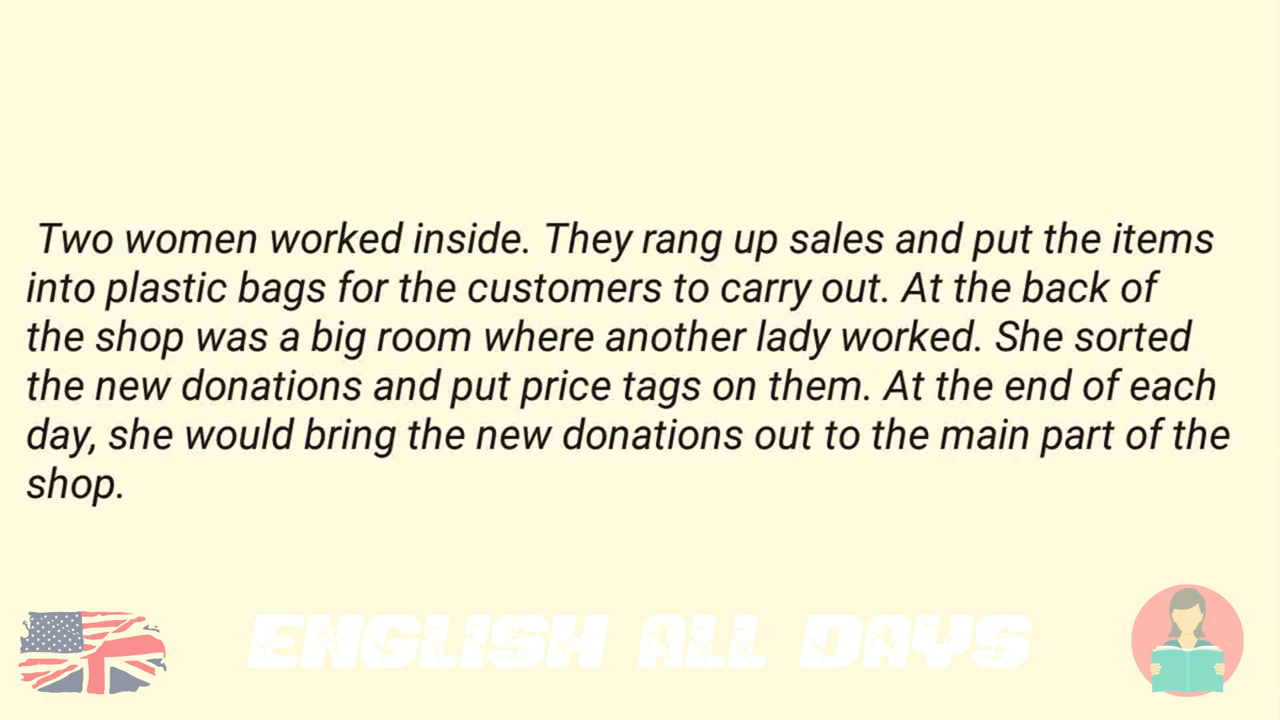 Two women worked inside. They rang up sales and put the items
into plastic bags for the customers to carry out. At the back of
the shop was a big room where another lady worked. She sorted
the new donations and put price tags on them. At the end of each
day, she would bring the new donations out to the main part of the
shop.
ENGLISH ALL DAYS